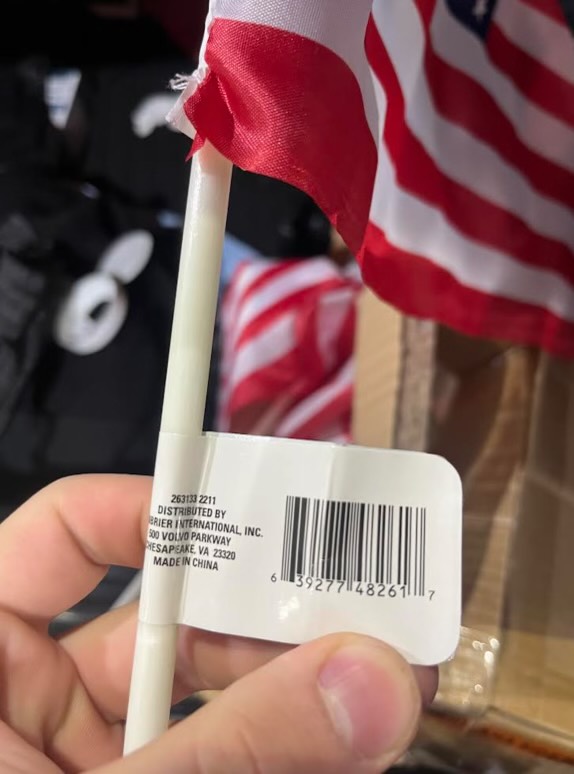 263133 2211
DISTRIBUTED BY
BRIER INTERNATIONAL, INC.
500 VOLVO PARKWAY
CHESAPEAKE, VA 23320
MADE IN CHINA
6 39277 48261 7